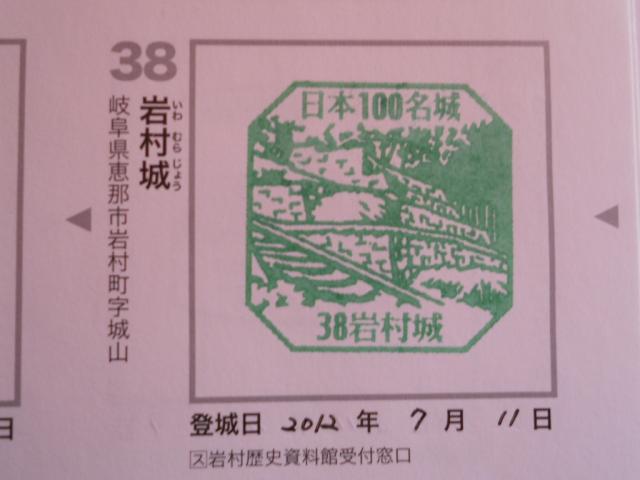 38
岩村城
いわ むら じょう
岐阜県恵那市岩村町字城山
日本100名城
38岩村城
登城日 2012 年 7 月 11 日
ス岩村歴史資料館受付窓口
日